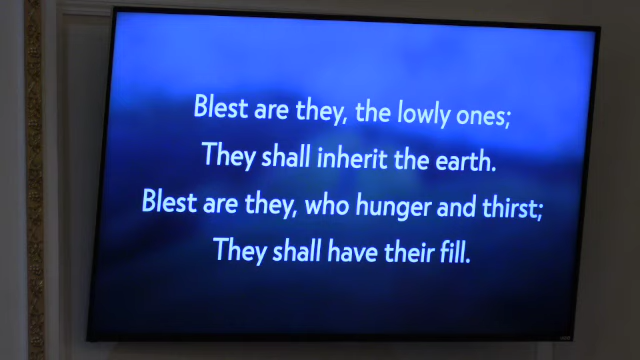 Blest are they, the lowly ones;
They shall inherit the earth.
Blest are they, who hunger and thirst;
They shall have their fill.